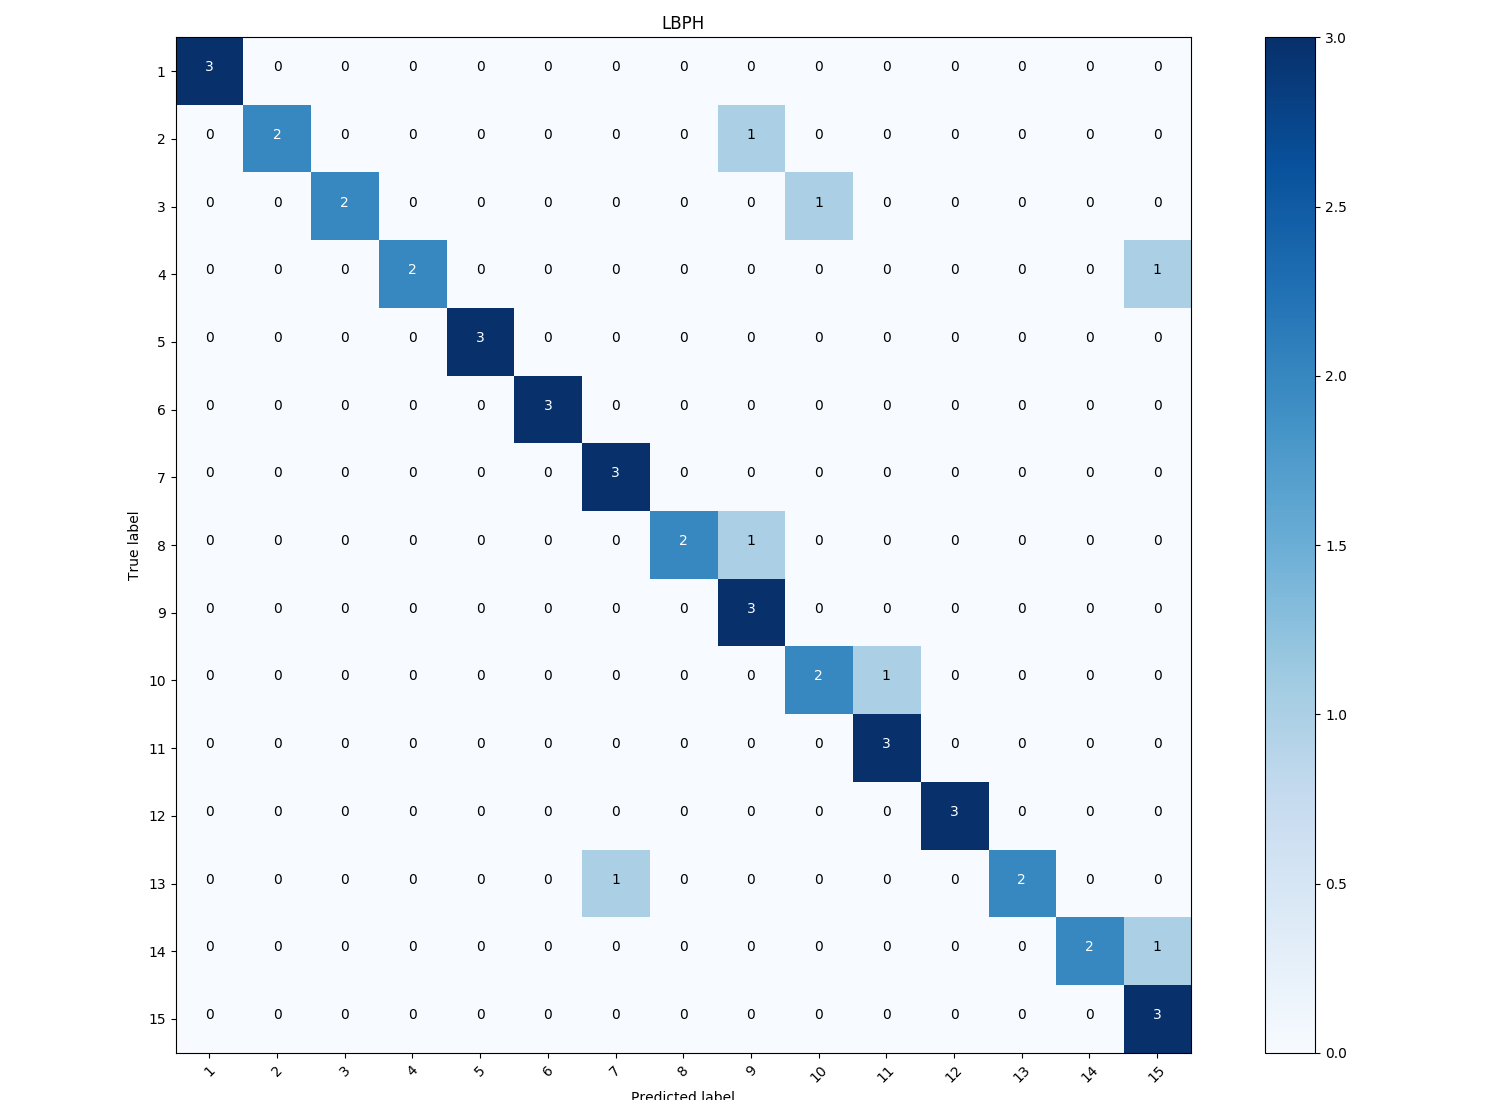 LBPH
1 3 0 0 0 0 0 0 0 0 0 0 0 0 0 0
2 0 2 0 0 0 0 0 0 1 0 0 0 0 0 0
3 0 0 2 0 0 0 0 0 0 1 0 0 0 0 0
4 0 0 0 2 0 0 0 0 0 0 0 0 0 0 1
5 0 0 0 0 3 0 0 0 0 0 0 0 0 0 0
6 0 0 0 0 0 3 0 0 0 0 0 0 0 0 0
7 0 0 0 0 0 0 3 0 0 0 0 0 0 0 0
8 0 0 0 0 0 0 0 2 1 0 0 0 0 0 0
9 0 0 0 0 0 0 0 0 3 0 0 0 0 0 0
10 0 0 0 0 0 0 0 0 0 2 1 0 0 0 0
11 0 0 0 0 0 0 0 0 0 0 3 0 0 0 0
12 0 0 0 0 0 0 0 0 0 0 0 3 0 0 0
13 0 0 0 0 0 0 1 0 0 0 0 0 2 0 0
14 0 0 0 0 0 0 0 0 0 0 0 0 0 2 1
15 0 0 0 0 0 0 0 0 0 0 0 0 0 0 3
1 2 3 4 5 6 7 8 9 10 11 12 13 14 15
True label
Predicted label
3.0
2.5
2.0
1.5
1.0
0.5
0.0